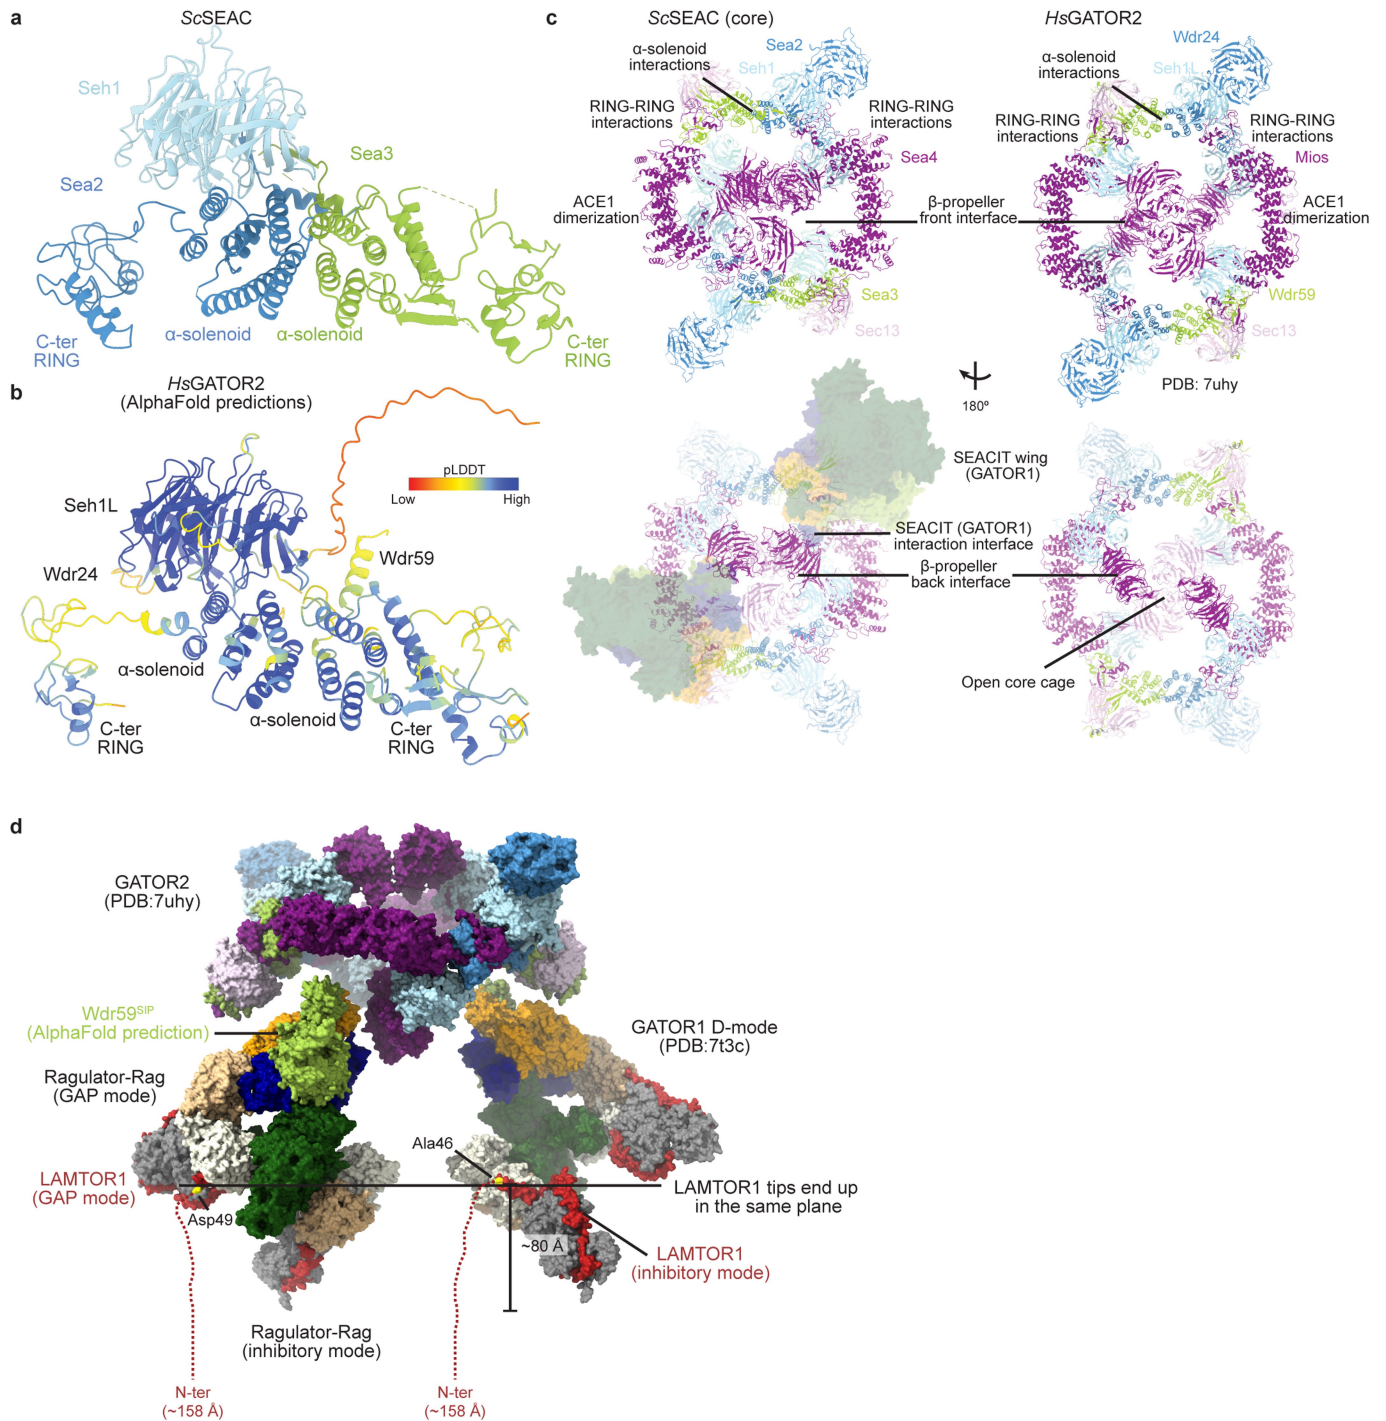 a
ScSEAC
Seh1
Sea3
Sea2
C-ter
RING
α-solenoid
α-solenoid
C-ter
RING
b
HsGATOR2
(AlphaFold predictions)
pLDDT
Low
High
Seh1L
Wdr59
Wdr24
α-solenoid
α-solenoid
C-ter
RING
C-ter
RING
c
ScSEAC (core)
HsGATOR2
Sea2
α-solenoid
interactions
Seh1
RING-RING
interactions
RING-RING
interactions
Sea4
ACE1
dimerization
β-propeller
front interface
Sea3
Sec13
Wdr24
α-solenoid
interactions
Seh1L
RING-RING
interactions
RING-RING
interactions
Mios
ACE1
dimerization
Wdr59
Sec13
PDB: 7uhy
180º
SEACIT wing
(GATOR1)
SEACIT (GATOR1)
interaction interface
β-propeller
back interface
Open core cage
d
GATOR2
(PDB:7uhy)
Wdr59SIP
(AlphaFold prediction)
GATOR1 D-mode
(PDB:7t3c)
Ragulator-Rag
(GAP mode)
Ala46
LAMTOR1
(GAP mode)
Asp49
LAMTOR1 tips end up
in the same plane
~80 Å
LAMTOR1
(inhibitory mode)
Ragulator-Rag
(inhibitory mode)
N-ter
(~158 Å)
N-ter
(~158 Å)